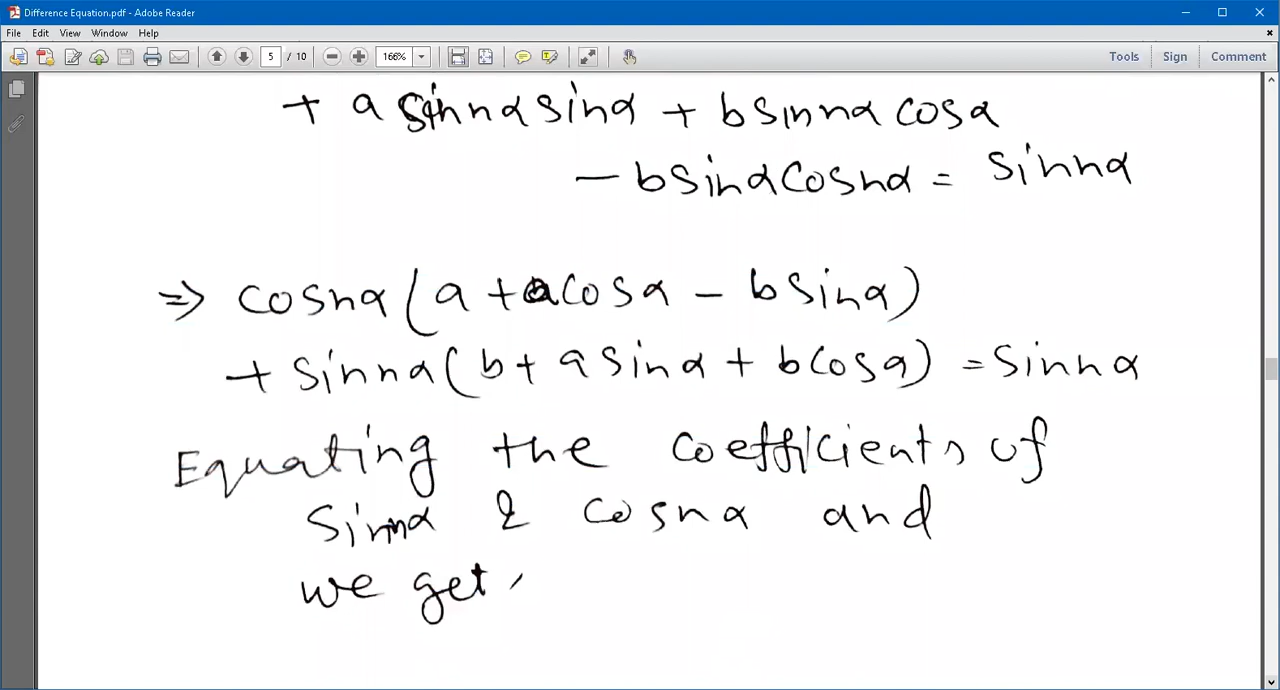 Difference Equation.pdf - Adobe Reader
File Edit View Window Help
5 / 10 166% Tools Sign Comment
+ a sinnα sinα + b sinnα cosα
− b sinα cosnα = sinnα
⇒ cosnα (a + a cosα − b sinα)
+ sinnα (b + a sinα + b cosα) = sinnα
Equating the coefficients of
sinnα & cosnα and
we get,